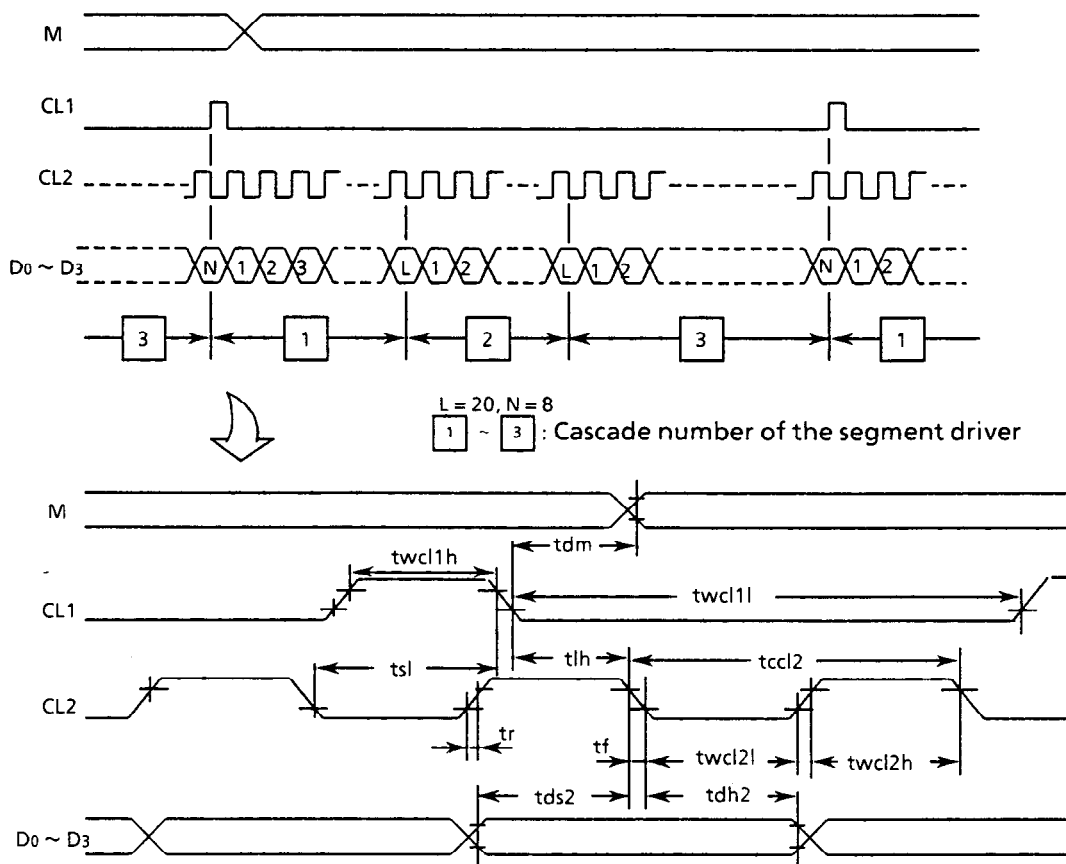 M
CL1
CL2
D0 ~ D3 N 1 2 3 L 1 2 L 1 2 N 1 2
3 1 2 3 1
L = 20, N = 8
1 ~ 3 : Cascade number of the segment driver
M
tdm
twcl1h
CL1 twcl1l
tsl tlh tccl2
CL2
tr tf twcl2l twcl2h
tds2 tdh2
D0 ~ D3